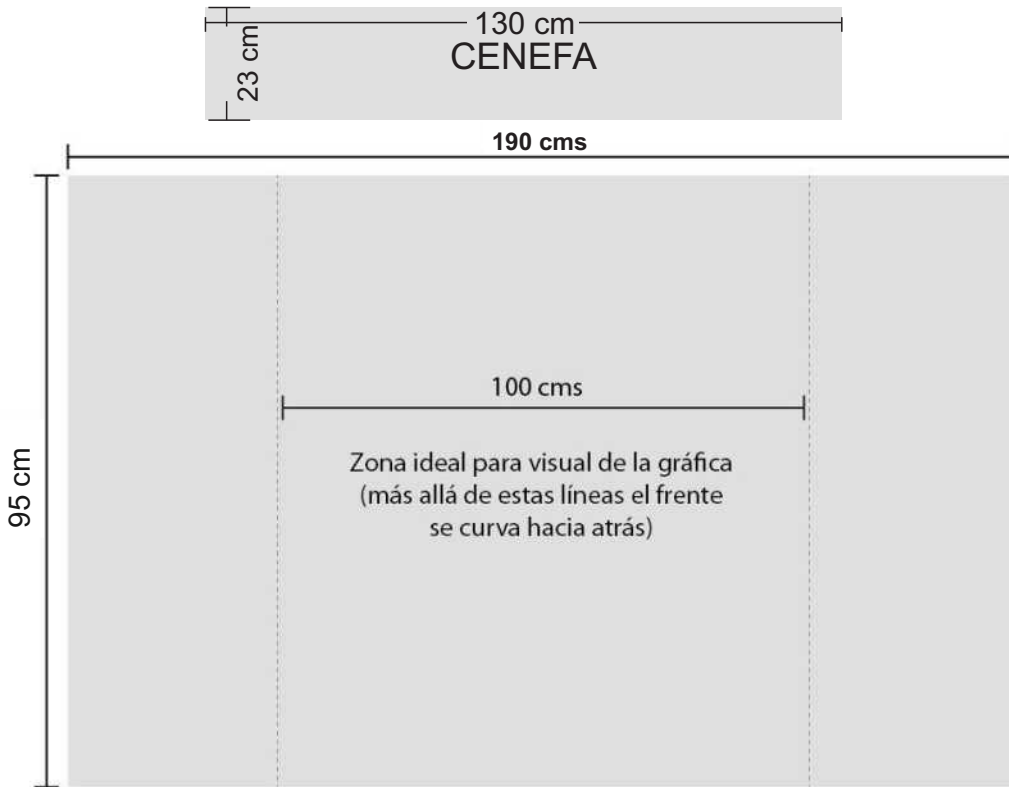 130 cm
CENEFA
23 cm
190 cms
100 cms
Zona ideal para visual de la gráfica
(más allá de estas líneas el frente
se curva hacia atrás)
95 cm